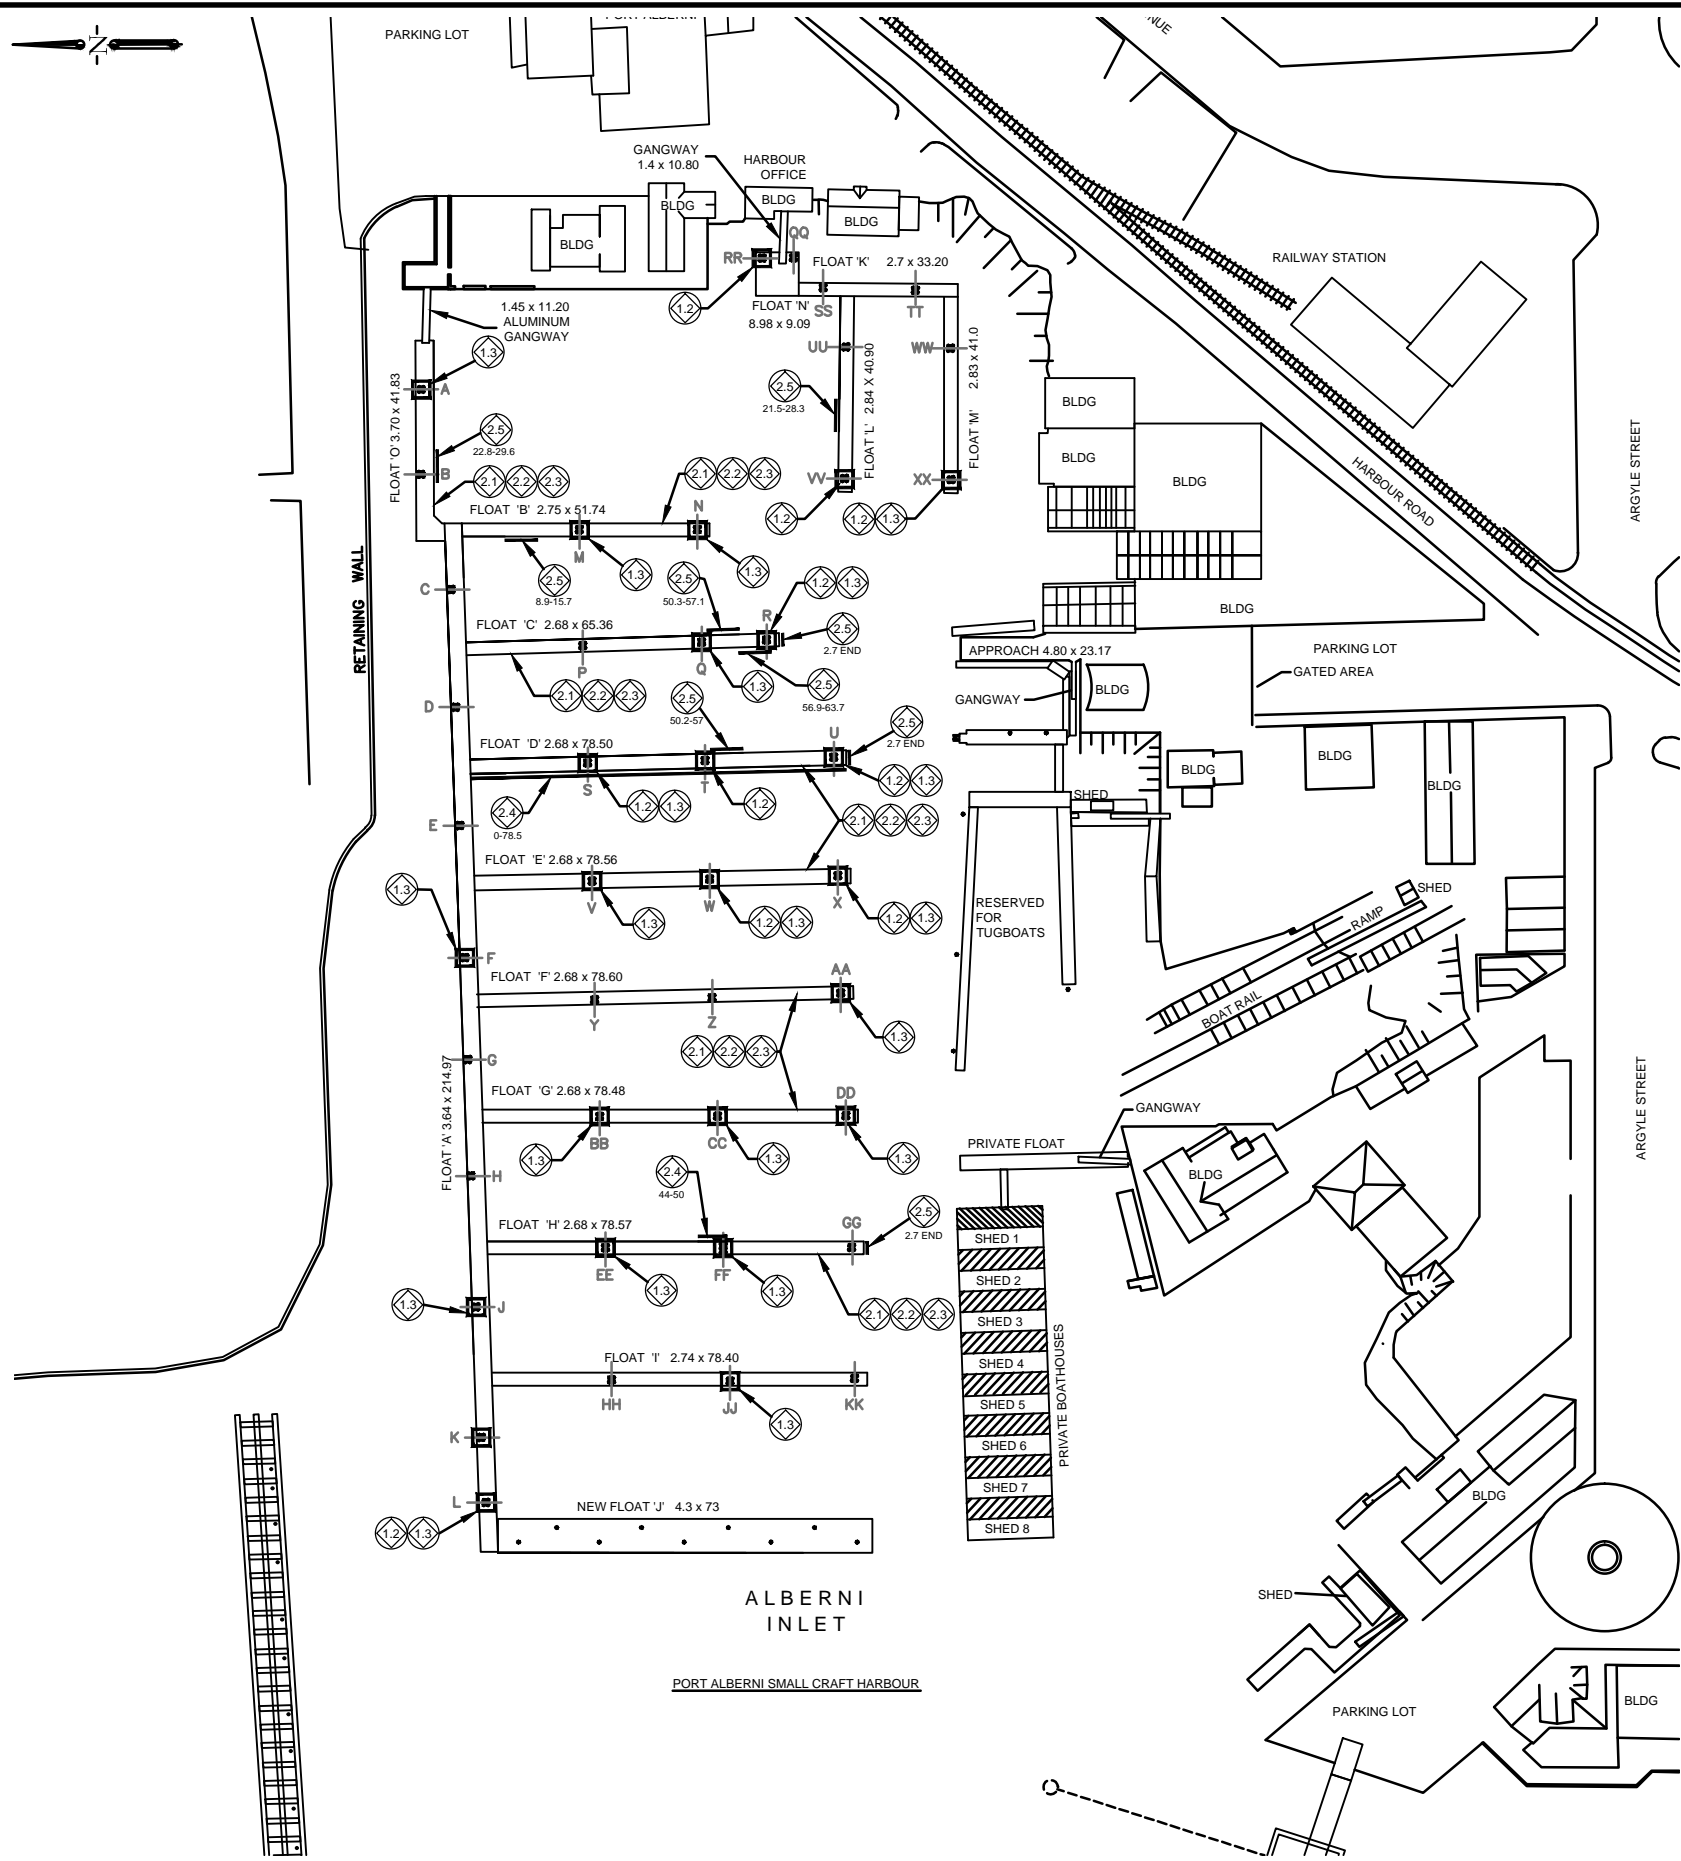 PARKING LOT
PORT ALBERNI
NUE
N
GANGWAY
1.4 x 10.80
HARBOUR
OFFICE
BLDG
BLDG
BLDG
BLDG
RR
QQ
FLOAT 'K' 2.7 x 33.20
RAILWAY STATION
1.2
FLOAT 'N'
8.98 x 9.09
SS
TT
1.45 x 11.20
ALUMINUM
GANGWAY
1.3
A
UU
WW
FLOAT 'L' 2.84 X 40.90
FLOAT 'M' 2.83 x 41.0
2.5
21.5-28.3
FLOAT 'O' 3.70 x 41.83
2.5
22.8-29.6
B
2.1
2.2
2.3
2.1
2.2
2.3
VV
XX
1.2
1.2
1.3
BLDG
BLDG
BLDG
HARBOUR ROAD
ARGYLE STREET
FLOAT 'B' 2.75 x 51.74
N
M
1.3
1.3
2.5
8.9-15.7
RETAINING WALL
C
2.5
50.3-57.1
1.2
1.3
FLOAT 'C' 2.68 x 65.36
R
2.5
2.7 END
P
Q
1.3
2.5
56.9-63.7
2.1
2.2
2.3
BLDG
APPROACH 4.80 x 23.17
PARKING LOT
GATED AREA
GANGWAY
BLDG
D
2.5
50.2-57
FLOAT 'D' 2.68 x 78.50
U
2.5
2.7 END
S
T
1.2
1.3
1.2
1.2
1.3
2.4
0-78.5
BLDG
BLDG
BLDG
SHED
E
2.1
2.2
2.3
FLOAT 'E' 2.68 x 78.56
V
W
X
1.3
1.3
1.2
1.3
1.2
1.3
RESERVED
FOR
TUGBOATS
SHED
RAMP
BOAT RAIL
F
FLOAT 'F' 2.68 x 78.60
AA
Y
Z
1.3
2.1
2.2
2.3
G
FLOAT 'A' 3.64 x 214.97
FLOAT 'G' 2.68 x 78.48
DD
BB
CC
1.3
1.3
1.3
GANGWAY
PRIVATE FLOAT
BLDG
ARGYLE STREET
H
2.4
44-50
FLOAT 'H' 2.68 x 78.57
GG
2.5
2.7 END
EE
FF
1.3
1.3
2.1
2.2
2.3
1.3
J
SHED 1
SHED 2
SHED 3
SHED 4
SHED 5
SHED 6
SHED 7
SHED 8
PRIVATE BOATHOUSES
FLOAT 'I' 2.74 x 78.40
HH
JJ
KK
1.3
K
L
1.2
1.3
NEW FLOAT 'J' 4.3 x 73
BLDG
SHED
ALBERNI
INLET
PORT ALBERNI SMALL CRAFT HARBOUR
PARKING LOT
BLDG